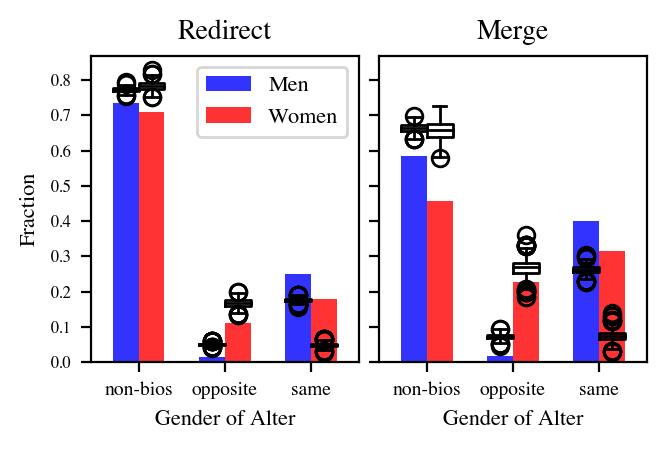 Redirect
Merge
Men
Women
0.8
0.7
0.6
0.5
0.4
0.3
0.2
0.1
0.0
Fraction
non-bios opposite same
non-bios opposite same
Gender of Alter
Gender of Alter